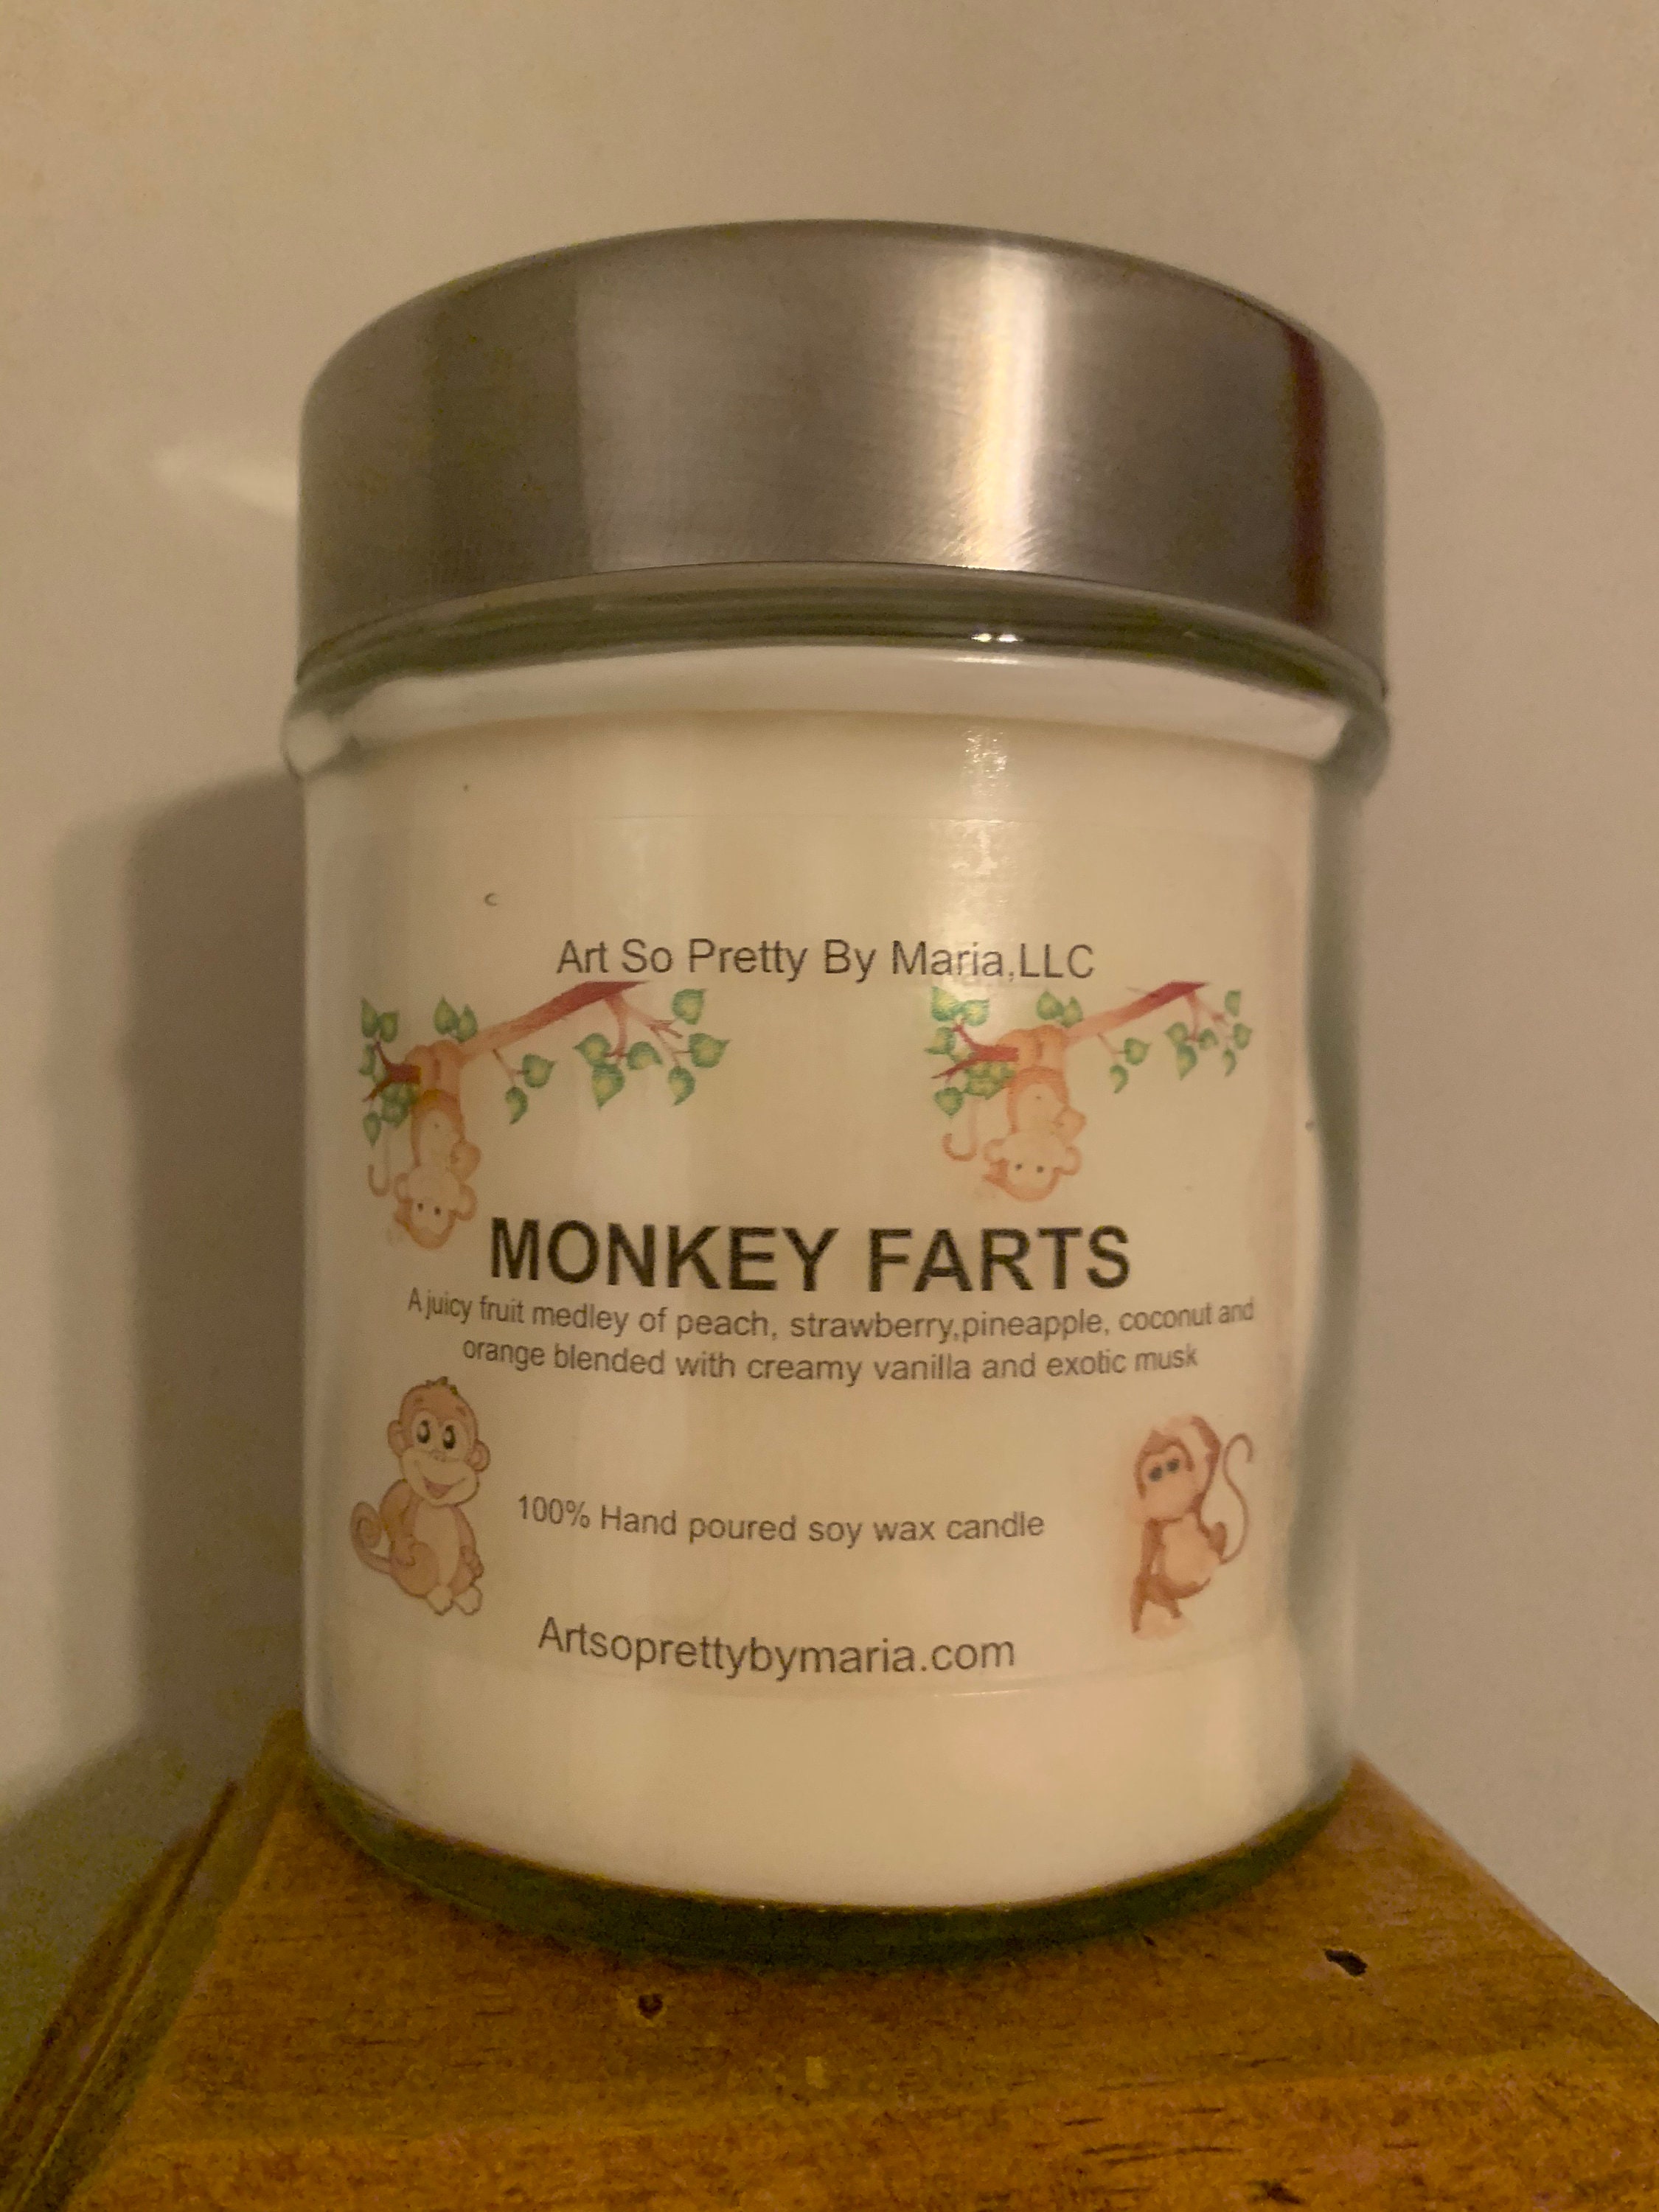 Art So Pretty By Maria,LLC
MONKEY FARTS
A juicy fruit medley of peach, strawberry,pineapple, coconut and
orange blended with creamy vanilla and exotic musk
100% Hand poured soy wax candle
Artsoprettybymaria.com